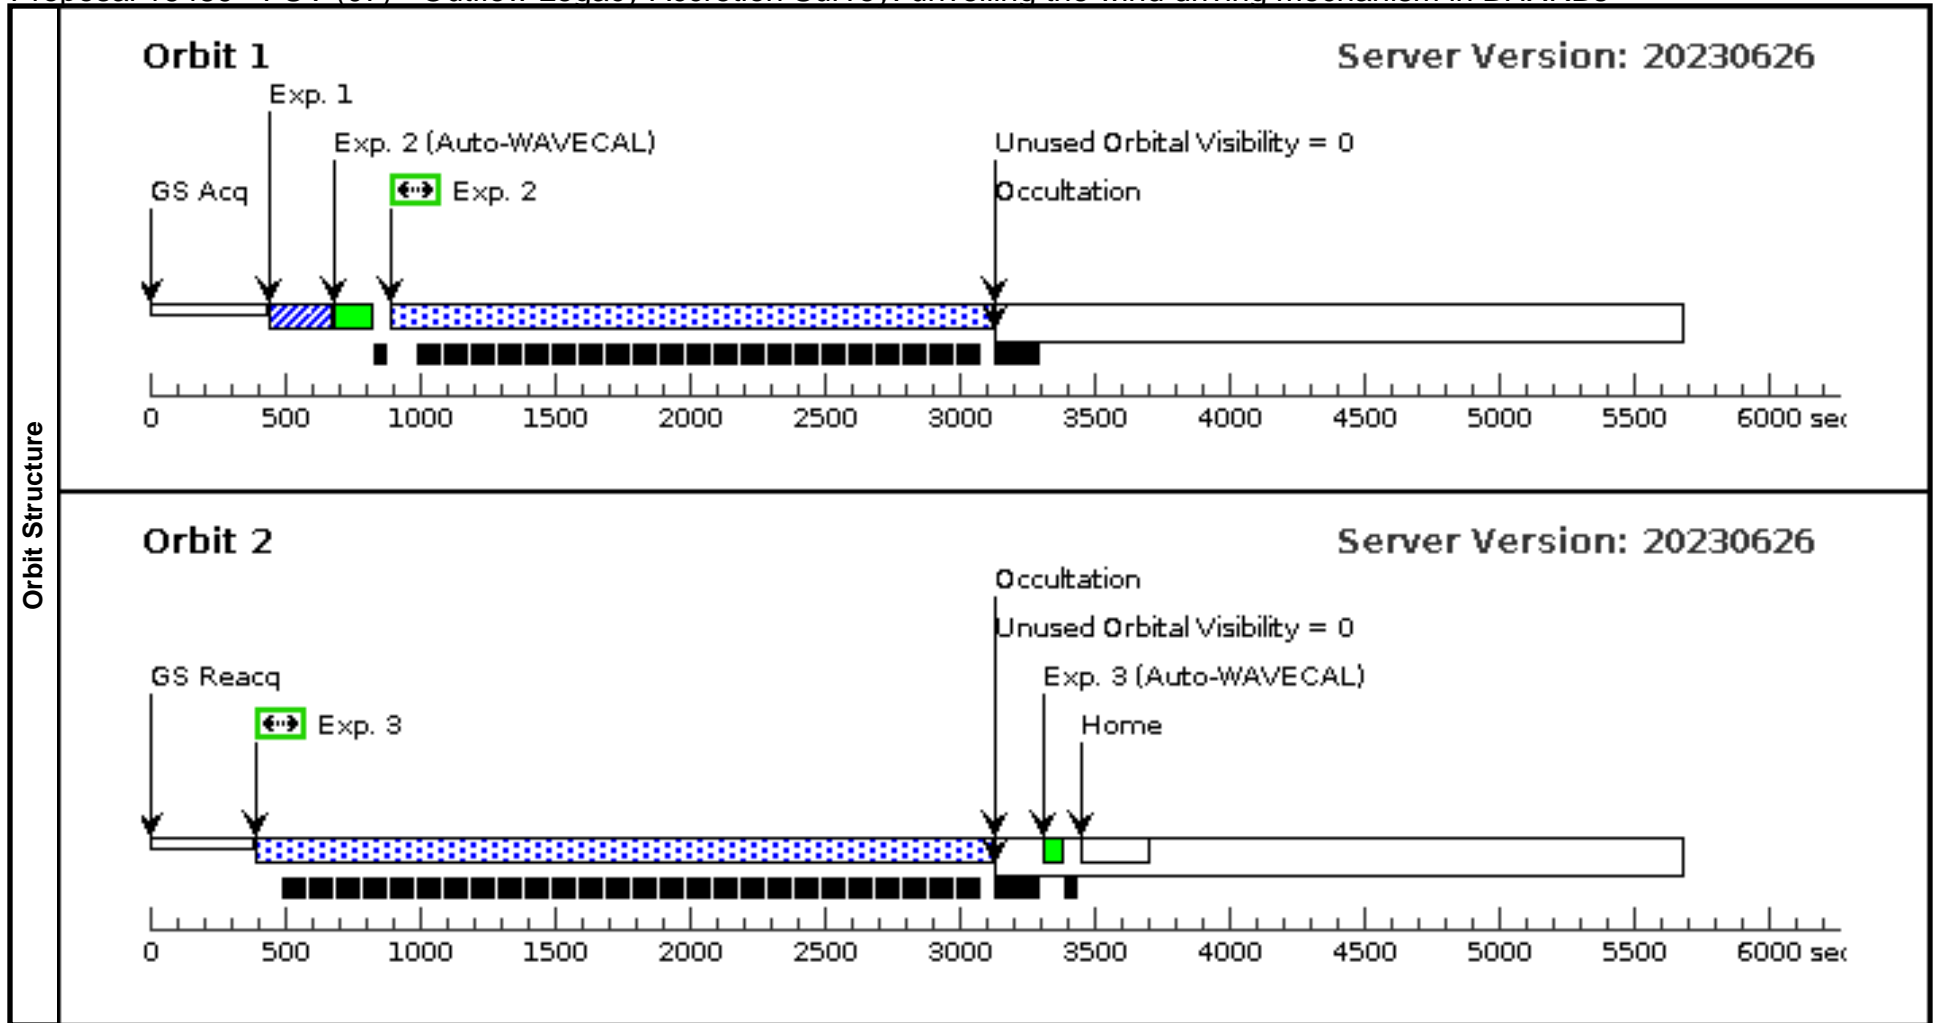 Orbit Structure
Orbit 1
Server Version: 20230626
Exp. 1
Exp. 2 (Auto-WAVECAL)
Unused Orbital Visibility = 0
GS Acq
Exp. 2
Occultation
0 500 1000 1500 2000 2500 3000 3500 4000 4500 5000 5500 6000 sec
Orbit 2
Server Version: 20230626
Occultation
Unused Orbital Visibility = 0
GS Reacq
Exp. 3 (Auto-WAVECAL)
Exp. 3
Home
0 500 1000 1500 2000 2500 3000 3500 4000 4500 5000 5500 6000 sec